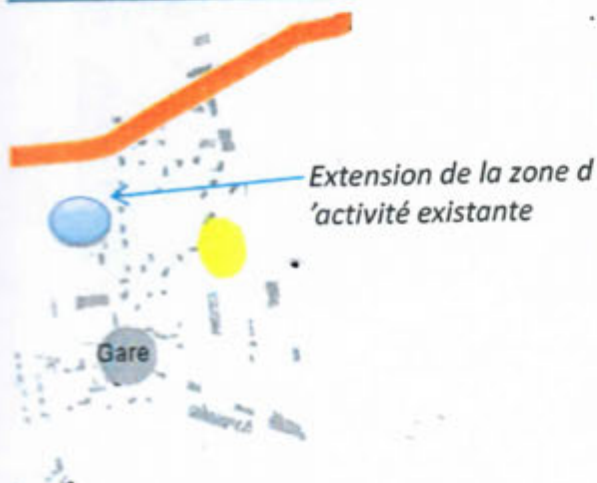 Extension de la zone d
'activité existante
Gare